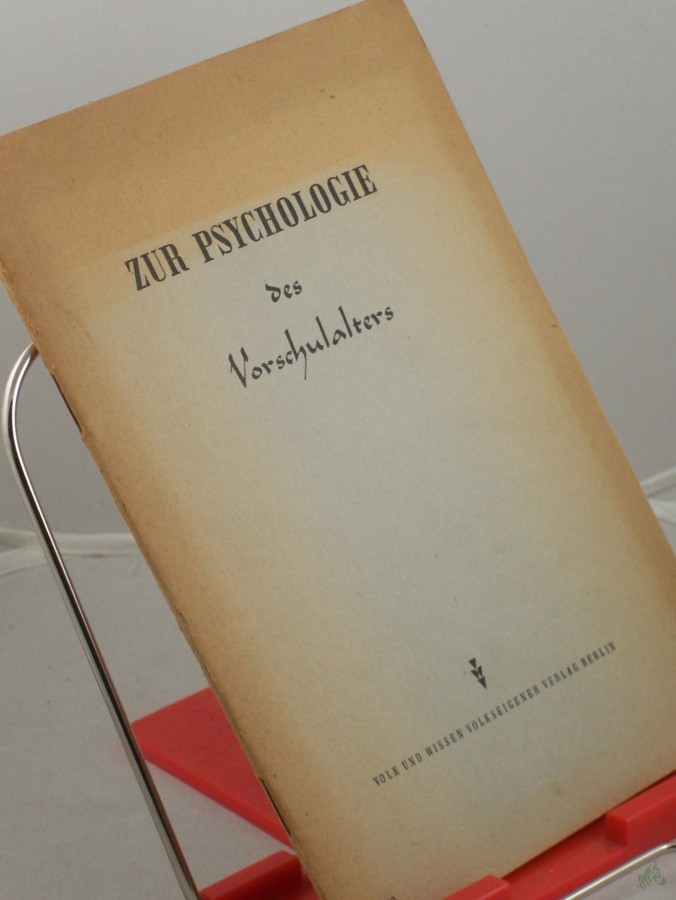 ZUR PSYCHOLOGIE
des
Vorschulalters
VOLK UND WISSEN VOLKSEIGENER VERLAG BERLIN